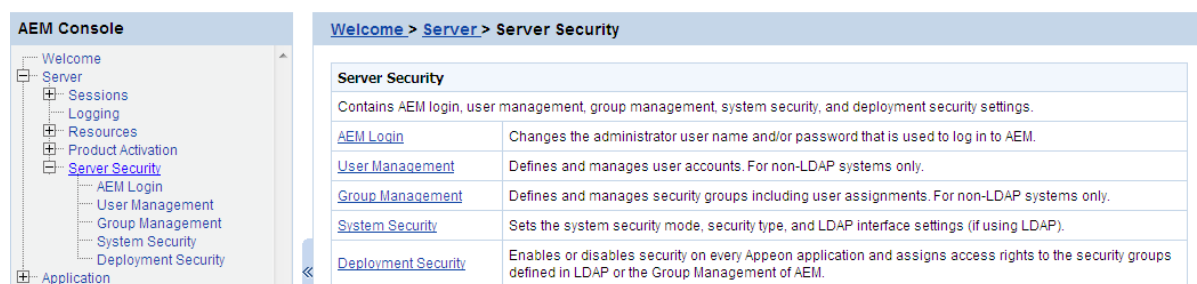 AEM Console
Welcome
Server
Sessions
Logging
Resources
Product Activation
Server Security
AEM Login
User Management
Group Management
System Security
Deployment Security
Application
«
Welcome > Server > Server Security
Server Security
Contains AEM login, user management, group management, system security, and deployment security settings.
AEM Login Changes the administrator user name and/or password that is used to log in to AEM.
User Management Defines and manages user accounts. For non-LDAP systems only.
Group Management Defines and manages security groups including user assignments. For non-LDAP systems only.
System Security Sets the system security mode, security type, and LDAP interface settings (if using LDAP).
Deployment Security Enables or disables security on every Appeon application and assigns access rights to the security groups
defined in LDAP or the Group Management of AEM.